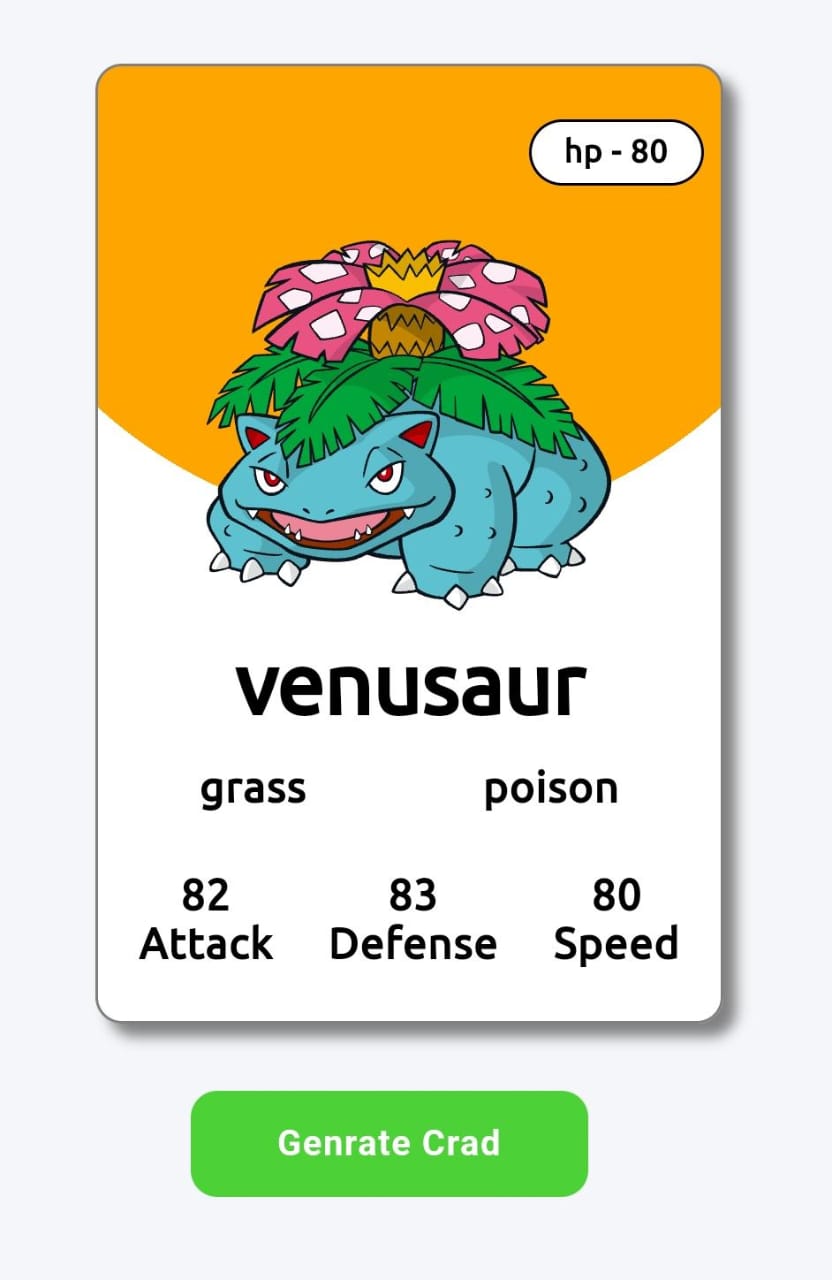 hp - 80
venusaur
grass poison
82 83 80
Attack Defense Speed
Genrate Crad